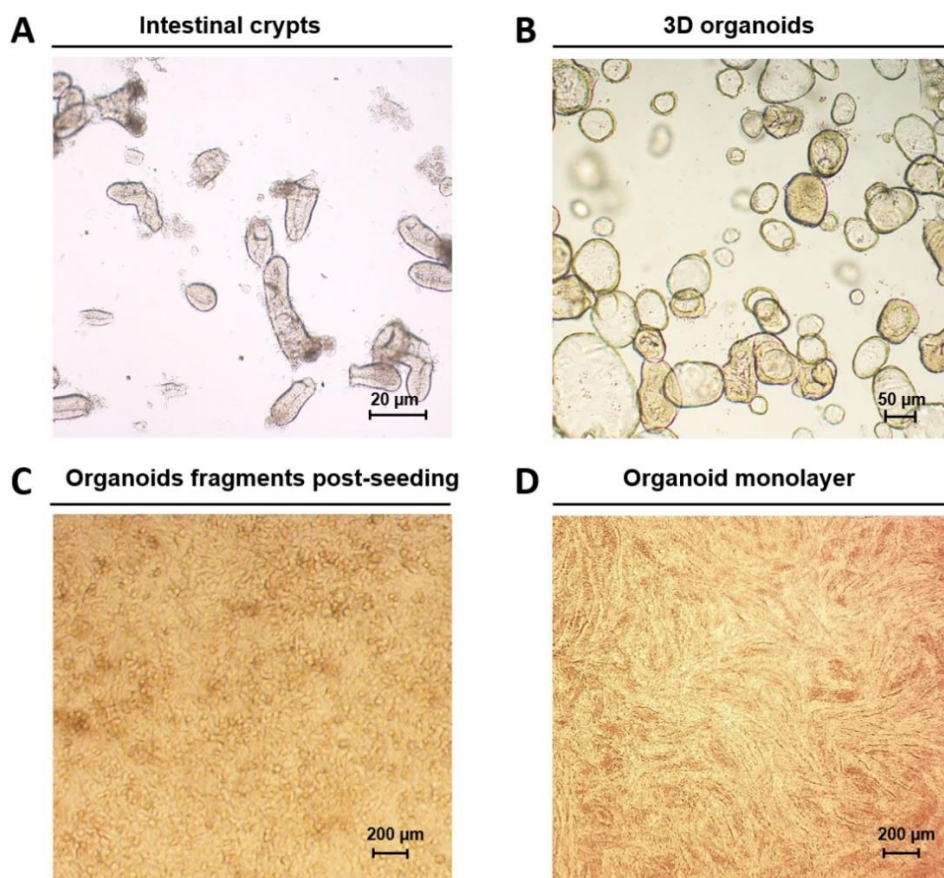 A
Intestinal crypts
20 µm
B
3D organoids
50 µm
C
Organoids fragments post-seeding
200 µm
D
Organoid monolayer
200 µm